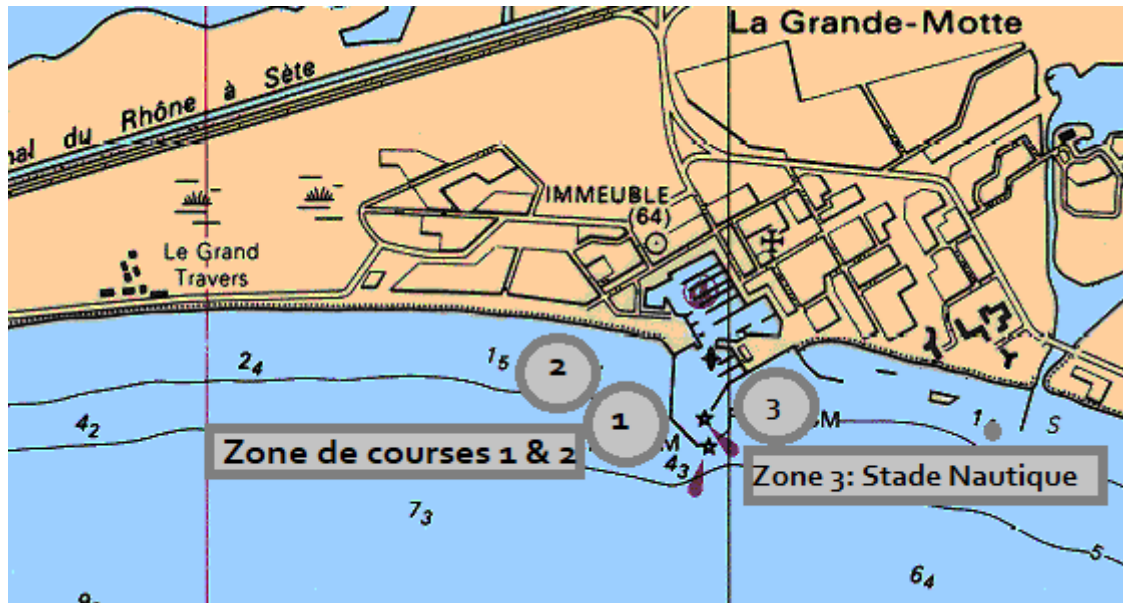 La Grande-Motte
nal du Rhône à Sète
IMMEUBLE
(64)
Le Grand
Travers
2₄
1₅
2
4₂
1
3
M
1
S
Zone de courses 1 & 2
M
4₃
Zone 3: Stade Nautique
7₃
5
6₄